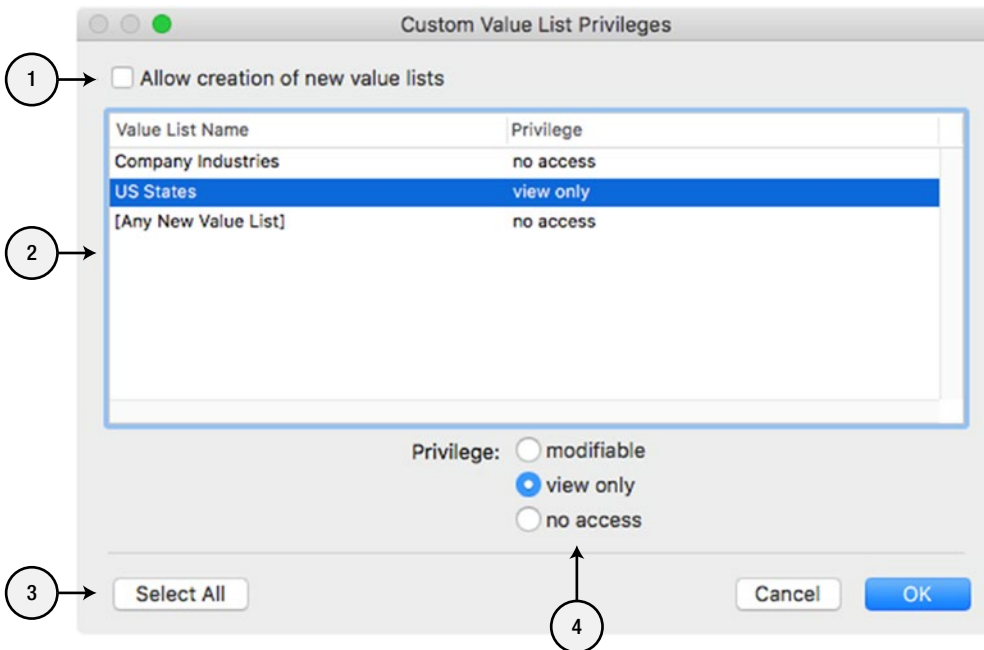 Custom Value List Privileges
1
Allow creation of new value lists
Value List Name Privilege
Company Industries no access
US States view only
[Any New Value List] no access
2
Privilege: modifiable
view only
no access
3
Select All Cancel OK
4